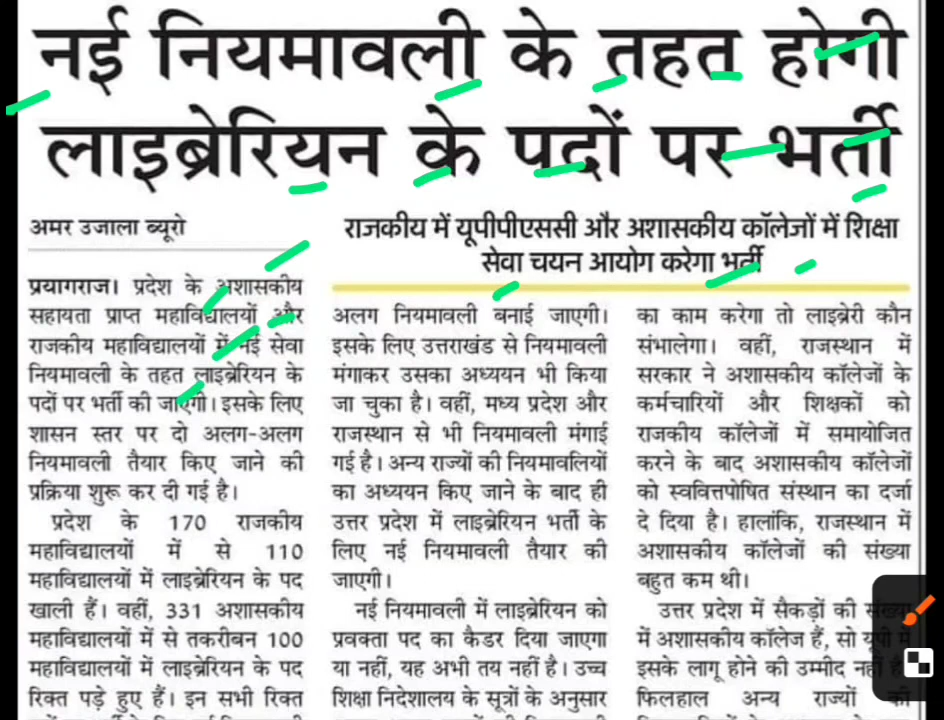 नई नियमावली के तहत होगी
लाइब्रेरियन के पदों पर भर्ती
अमर उजाला ब्यूरो
राजकीय में यूपीपीएससी और अशासकीय कॉलेजों में शिक्षा
सेवा चयन आयोग करेगा भर्ती
प्रयागराज। प्रदेश के अशासकीय
सहायता प्राप्त महाविद्यालयों और
राजकीय महाविद्यालयों में नई सेवा
नियमावली के तहत लाइब्रेरियन के
पदों पर भर्ती की जाएगी। इसके लिए
शासन स्तर पर दो अलग-अलग
नियमावली तैयार किए जाने की
प्रक्रिया शुरू कर दी गई है।
प्रदेश के 170 राजकीय
महाविद्यालयों में से 110
महाविद्यालयों में लाइब्रेरियन के पद
खाली हैं। वहीं, 331 अशासकीय
महाविद्यालयों में से तकरीबन 100
महाविद्यालयों में लाइब्रेरियन के पद
रिक्त पड़े हुए हैं। इन सभी रिक्त
अलग नियमावली बनाई जाएगी।
इसके लिए उत्तराखंड से नियमावली
मंगाकर उसका अध्ययन भी किया
जा चुका है। वहीं, मध्य प्रदेश और
राजस्थान से भी नियमावली मंगाई
गई है। अन्य राज्यों की नियमावलियों
का अध्ययन किए जाने के बाद ही
उत्तर प्रदेश में लाइब्रेरियन भर्ती के
लिए नई नियमावली तैयार की
जाएगी।
नई नियमावली में लाइब्रेरियन को
प्रवक्ता पद का कैडर दिया जाएगा
या नहीं, यह अभी तय नहीं है। उच्च
शिक्षा निदेशालय के सूत्रों के अनुसार
का काम करेगा तो लाइब्रेरी कौन
संभालेगा। वहीं, राजस्थान में
सरकार ने अशासकीय कॉलेजों के
कर्मचारियों और शिक्षकों को
राजकीय कॉलेजों में समायोजित
करने के बाद अशासकीय कॉलेजों
को स्ववित्तपोषित संस्थान का दर्जा
दे दिया है। हालांकि, राजस्थान में
अशासकीय कॉलेजों की संख्या
बहुत कम थी।
उत्तर प्रदेश में सैकड़ों की संख्या
में अशासकीय कॉलेज हैं, सो यूपी में
इसके लागू होने की उम्मीद नहीं है।
फिलहाल अन्य राज्यों की